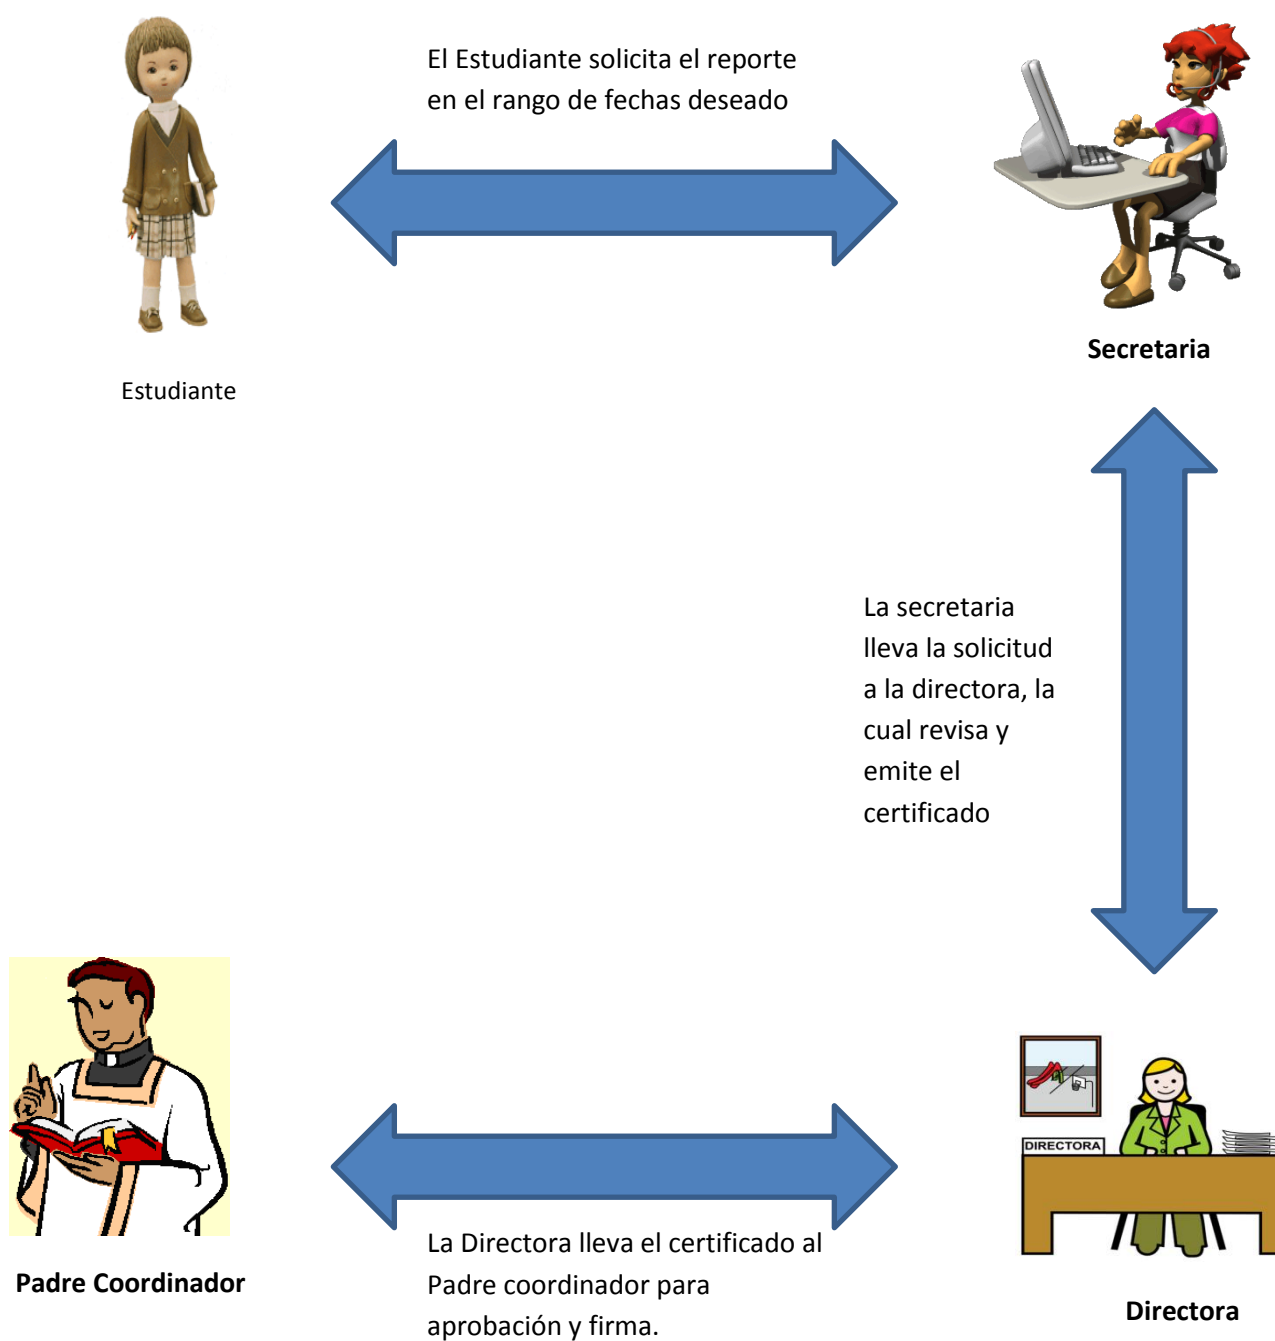 El Estudiante solicita el reporte
en el rango de fechas deseado
Secretaria
Estudiante
La secretaria
lleva la solicitud
a la directora, la
cual revisa y
emite el
certificado
DIRECTORA
La Directora lleva el certificado al
Padre coordinador para
aprobación y firma.
Padre Coordinador
Directora